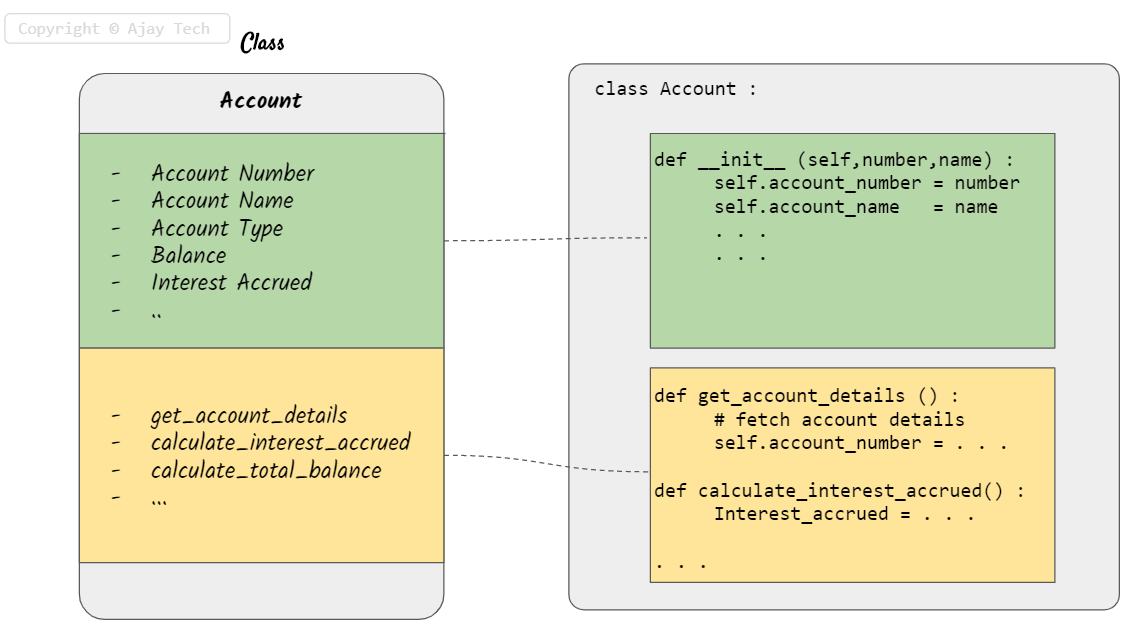 Copyright © Ajay Tech
Class
Account
- Account Number
- Account Name
- Account Type
- Balance
- Interest Accrued
- ..
- get_account_details
- calculate_interest_accrued
- calculate_total_balance
- ...
class Account :
def __init__ (self,number,name) :
self.account_number = number
self.account_name   = name
. . .
. . .
def get_account_details () :
# fetch account details
self.account_number = . . .
def calculate_interest_accrued() :
Interest_accrued = . . .
. . .